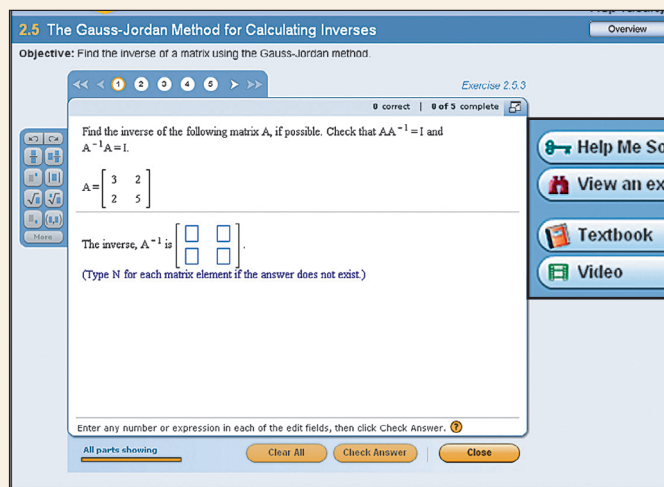 2.5 The Gauss-Jordan Method for Calculating Inverses
Overview
Objective: Find the inverse of a matrix using the Gauss-Jordan method.
1 2 3 4 5
Exercise 2.5.3
0 correct | 0 of 5 complete
Find the inverse of the following matrix A, if possible. Check that AA⁻¹ = I and
A⁻¹A = I.
A = [3 2
2 5]
The inverse, A⁻¹ is [ ].
(Type N for each matrix element if the answer does not exist.)
More
Help Me So
View an ex
Textbook
Video
Enter any number or expression in each of the edit fields, then click Check Answer. ?
All parts showing
Clear All
Check Answer
Close